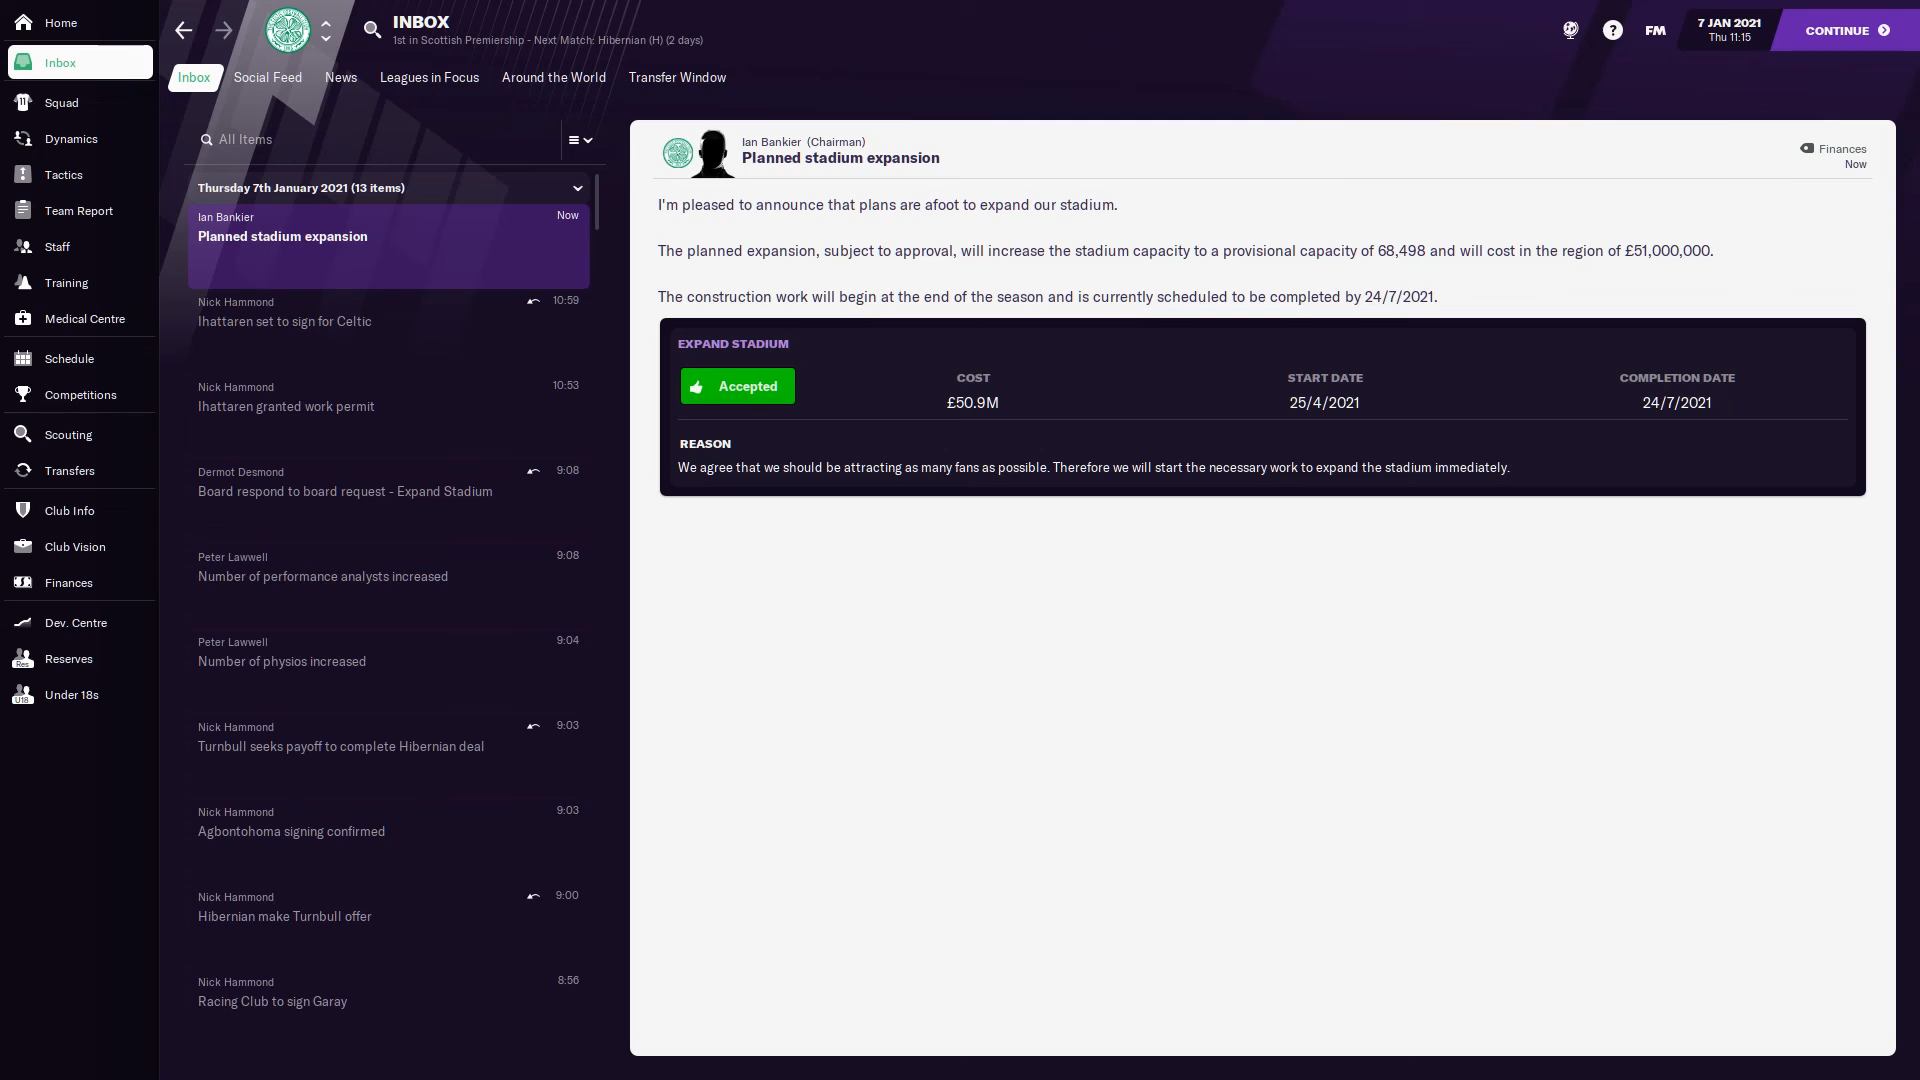 Home
Inbox
Squad
Dynamics
Tactics
Team Report
Staff
Training
Medical Centre
Schedule
Competitions
Scouting
Transfers
Club Info
Club Vision
Finances
Dev. Centre
Res
Reserves
U18
Under 18s
INBOX
1st in Scottish Premiership - Next Match: Hibernian (H) (2 days)
FM
7 JAN 2021
Thu 11:15
CONTINUE
Inbox Social Feed News Leagues in Focus Around the World Transfer Window
All Items
Thursday 7th January 2021 (13 items)
Ian Bankier Now
Planned stadium expansion
Nick Hammond 10:59
Ihattaren set to sign for Celtic
Nick Hammond 10:53
Ihattaren granted work permit
Dermot Desmond 9:08
Board respond to board request - Expand Stadium
Peter Lawwell 9:08
Number of performance analysts increased
Peter Lawwell 9:04
Number of physios increased
Nick Hammond 9:03
Turnbull seeks payoff to complete Hibernian deal
Nick Hammond 9:03
Agbontohoma signing confirmed
Nick Hammond 9:00
Hibernian make Turnbull offer
Nick Hammond 8:56
Racing Club to sign Garay
Ian Bankier (Chairman)
Planned stadium expansion
Finances
Now
I'm pleased to announce that plans are afoot to expand our stadium.
The planned expansion, subject to approval, will increase the stadium capacity to a provisional capacity of 68,498 and will cost in the region of £51,000,000.
The construction work will begin at the end of the season and is currently scheduled to be completed by 24/7/2021.
EXPAND STADIUM
Accepted
COST START DATE COMPLETION DATE
£50.9M 25/4/2021 24/7/2021
REASON
We agree that we should be attracting as many fans as possible. Therefore we will start the necessary work to expand the stadium immediately.